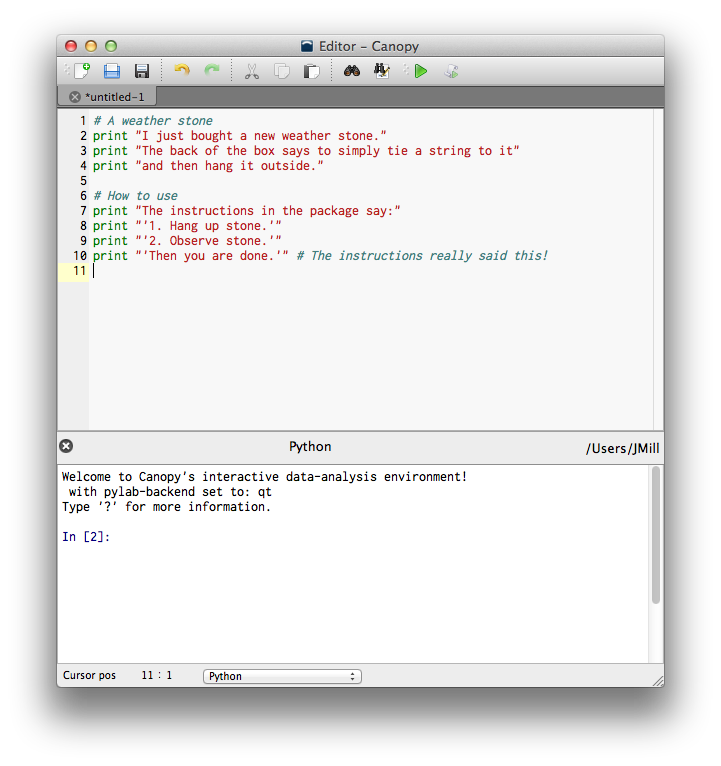 Editor – Canopy
*untitled-1
1 # A weather stone
2 print "I just bought a new weather stone."
3 print "The back of the box says to simply tie a string to it"
4 print "and then hang it outside."
5
6 # How to use
7 print "The instructions in the package say:"
8 print "'1. Hang up stone.'"
9 print "'2. Observe stone.'"
10 print "'Then you are done.'" # The instructions really said this!
11
Python /Users/JMill
Welcome to Canopy's interactive data-analysis environment!
 with pylab-backend set to: qt
Type '?' for more information.
In [2]:
Cursor pos 11 : 1 Python